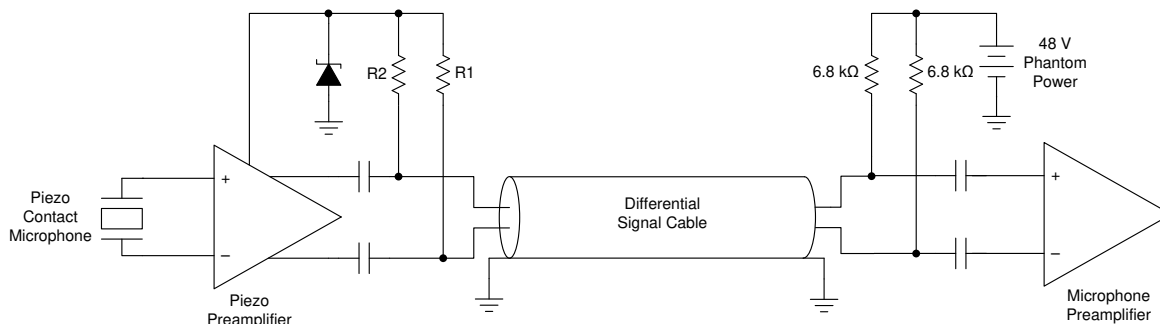 R2
R1
6.8 kΩ
6.8 kΩ
48 V
Phantom
Power
Piezo
Contact
Microphone
+
−
Piezo
Preamplifier
Differential
Signal Cable
+
−
Microphone
Preamplifier